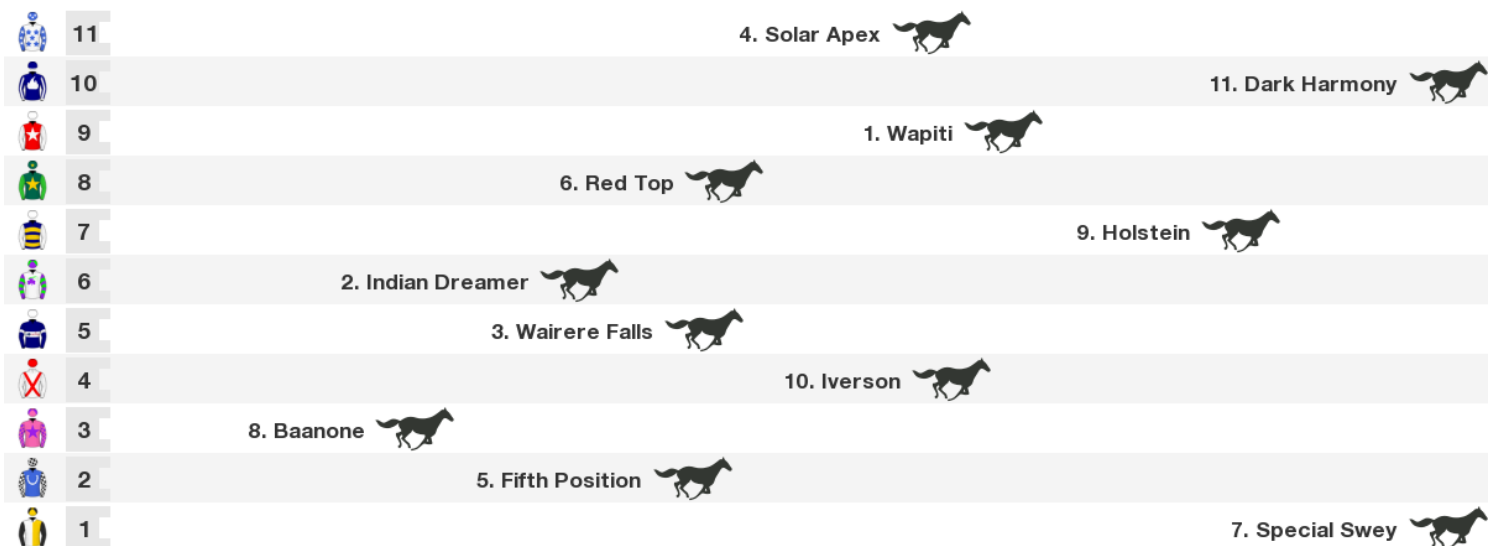 11 4. Solar Apex
10 11. Dark Harmony
9 1. Wapiti
8 6. Red Top
7 9. Holstein
6 2. Indian Dreamer
5 3. Wairere Falls
4 10. Iverson
3 8. Baanone
2 5. Fifth Position
1 7. Special Swey